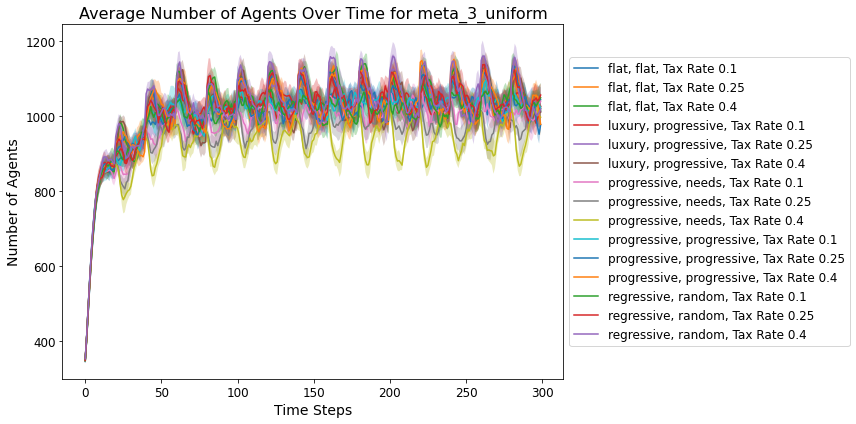 Average Number of Agents Over Time for meta_3_uniform
1200
1000
800
600
400
Number of Agents
0
50
100
150
200
250
300
Time Steps
flat, flat, Tax Rate 0.1
flat, flat, Tax Rate 0.25
flat, flat, Tax Rate 0.4
luxury, progressive, Tax Rate 0.1
luxury, progressive, Tax Rate 0.25
luxury, progressive, Tax Rate 0.4
progressive, needs, Tax Rate 0.1
progressive, needs, Tax Rate 0.25
progressive, needs, Tax Rate 0.4
progressive, progressive, Tax Rate 0.1
progressive, progressive, Tax Rate 0.25
progressive, progressive, Tax Rate 0.4
regressive, random, Tax Rate 0.1
regressive, random, Tax Rate 0.25
regressive, random, Tax Rate 0.4